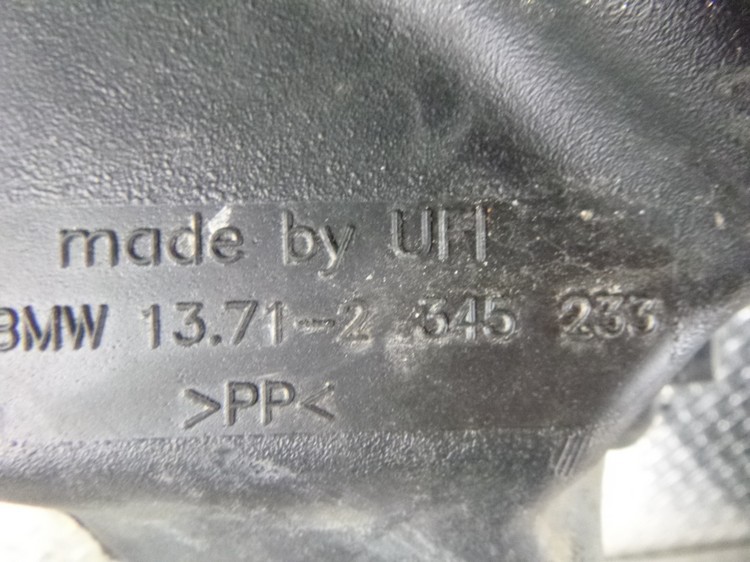 made by UFI
BMW 13.71-2 345 233
>PP<